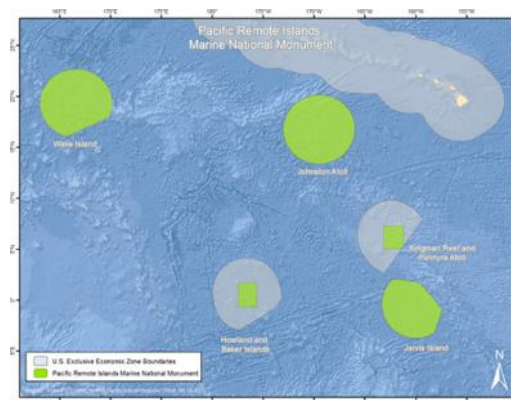 Pacific Remote Islands
Marine National Monument
Wake Island
Johnston Atoll
Kingman Reef and
Palmyra Atoll
Howland and
Baker Islands
Jarvis Island
N
U.S. Exclusive Economic Zone Boundaries
Pacific Remote Islands Marine National Monument